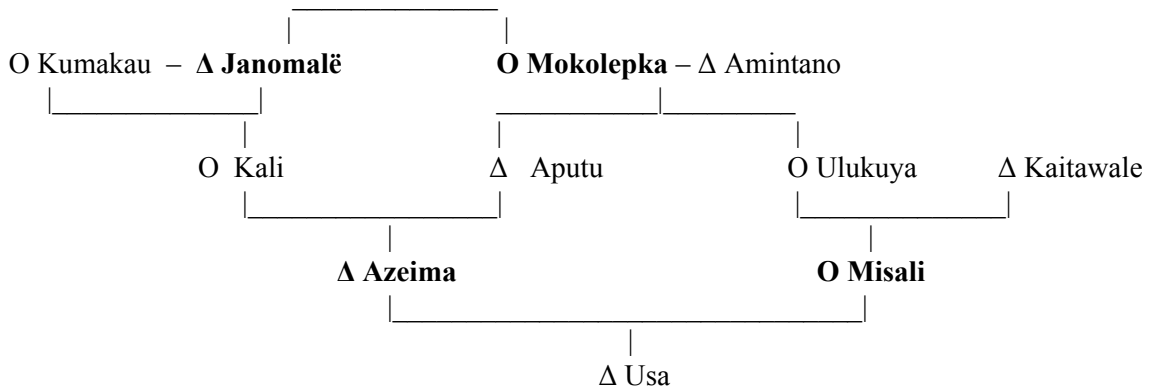 O Kumakau – Δ Janomalë O Mokolepka – Δ Amintano
O Kali Δ Aputu O Ulukuya Δ Kaitawale
Δ Azeima O Misali
Δ Usa